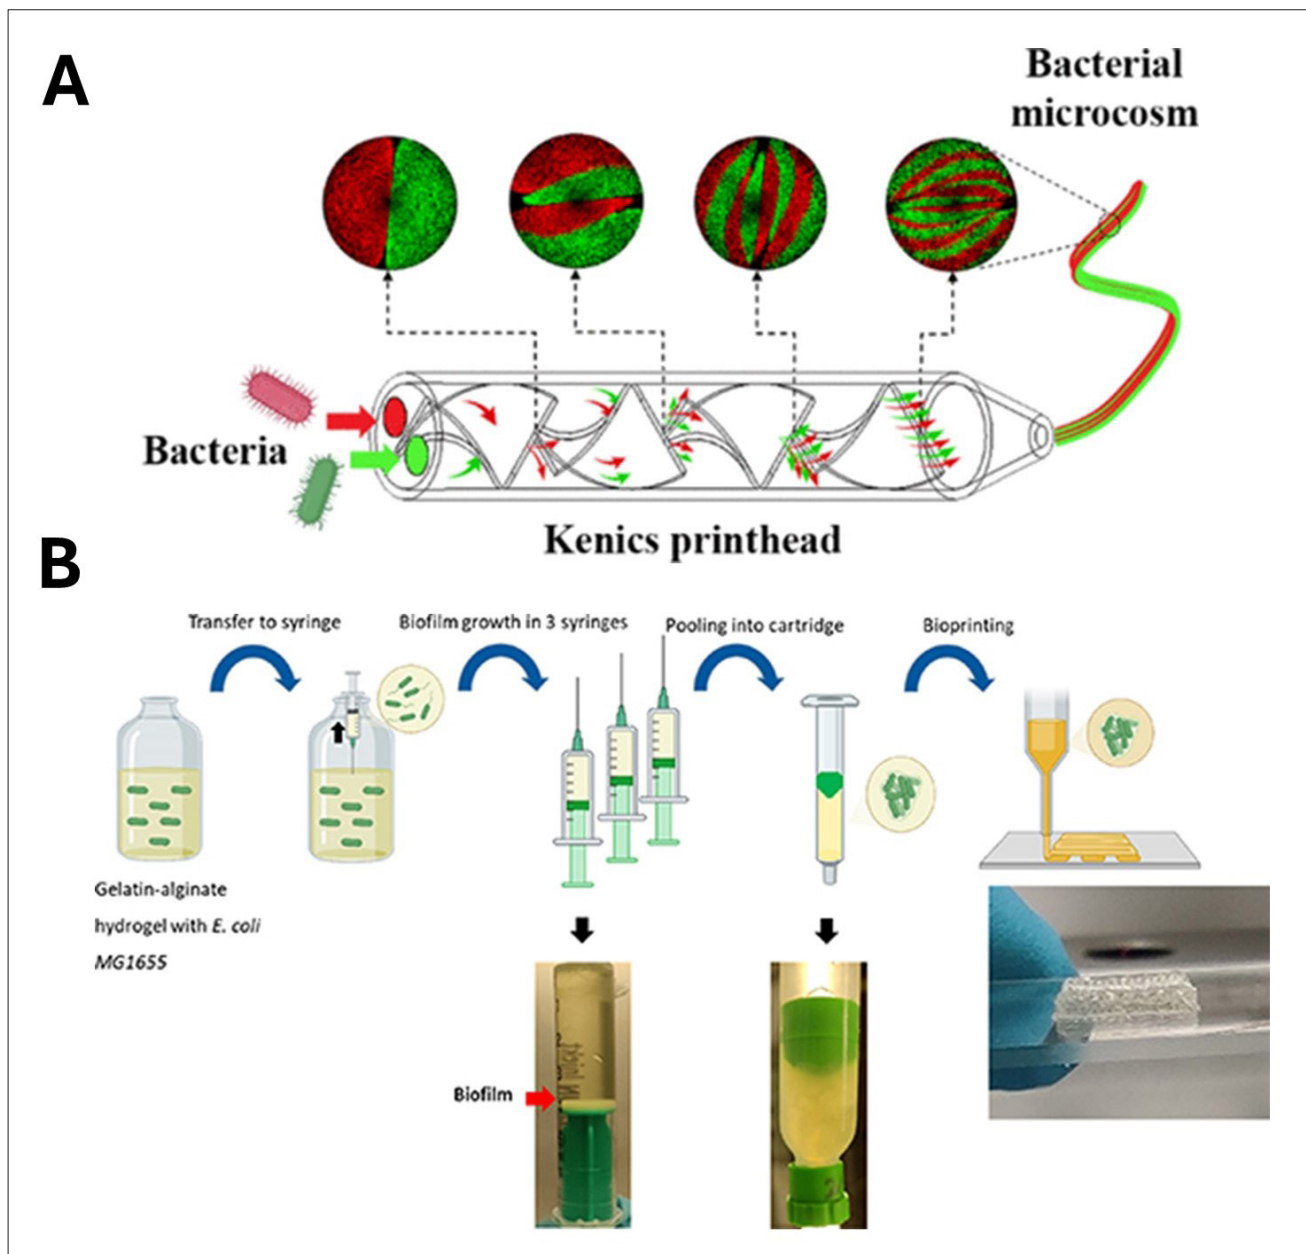 A
Bacterial
microcosm
Bacteria
Kenics printhead
B
Transfer to syringe
Biofilm growth in 3 syringes
Pooling into cartridge
Bioprinting
Gelatin-alginate
hydrogel with E. coli
MG1655
Biofilm